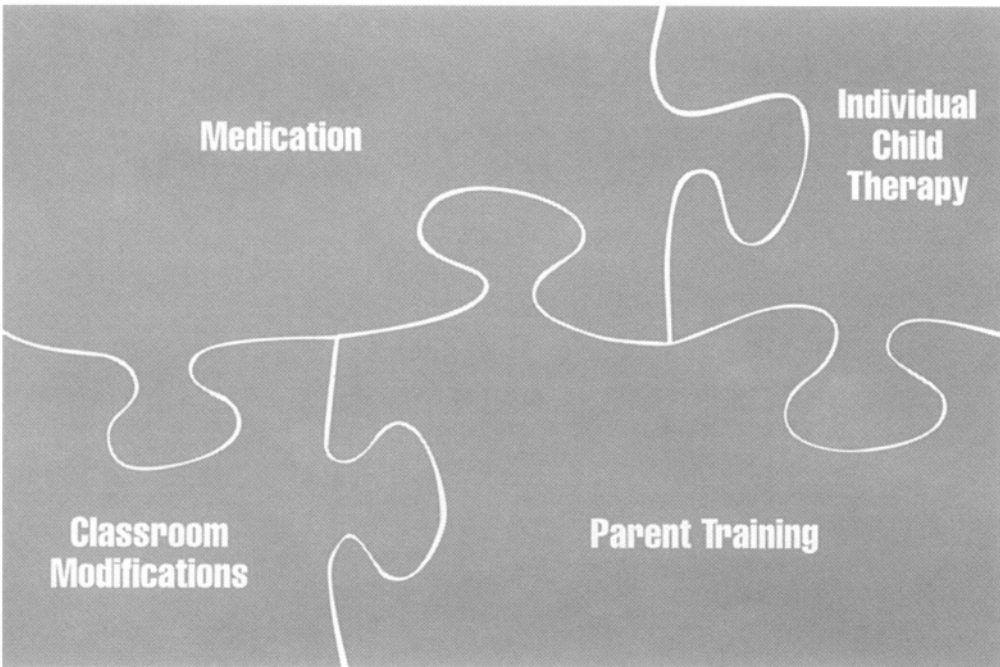 Medication
Individual
Child
Therapy
Classroom
Modifications
Parent Training